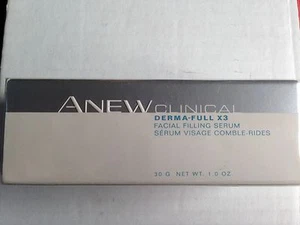 ANEW CLINICAL
DERMA-FULL X3
FACIAL FILLING SERUM
SÉRUM VISAGE COMBLE-RIDES
30 G NET WT. 1.0 OZ.